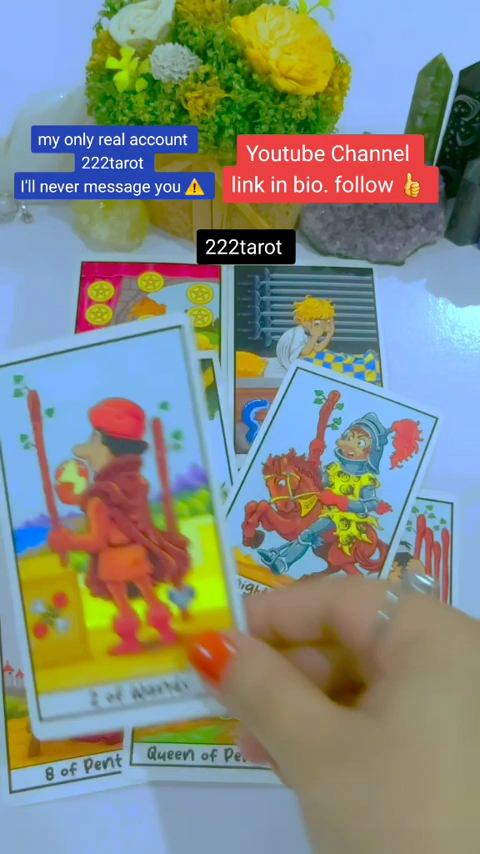 my only real account
222tarot
I'll never message you ⚠️
Youtube Channel
link in bio. follow 👍
222tarot
2 of Wands
8 of Pent
Queen of Pe